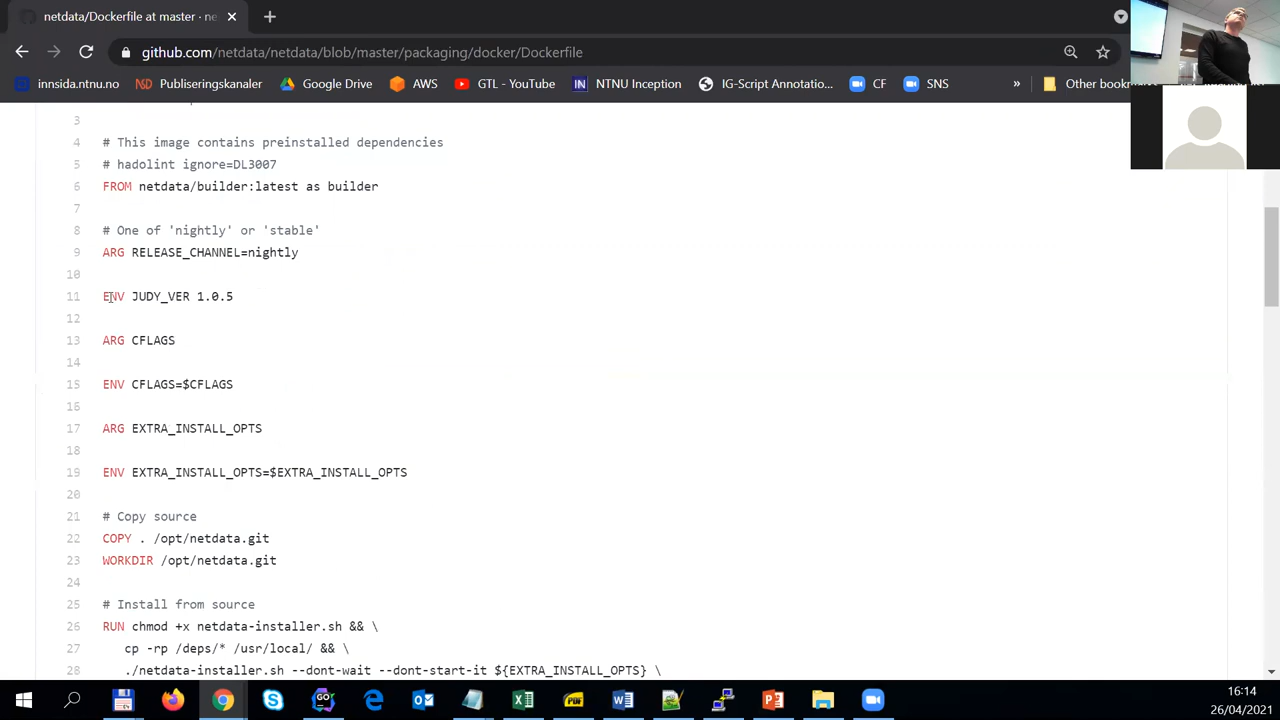 netdata/Dockerfile at master · ne
github.com/netdata/netdata/blob/master/packaging/docker/Dockerfile
innsida.ntnu.no
Publiseringskanaler
Google Drive
AWS
YouTube
NTNU Inception
IG-Script Annotatio...
CF
SNS
»
Other bookm
3
4 # This image contains preinstalled dependencies
5 # hadolint ignore=DL3007
6 FROM netdata/builder:latest as builder
7
8 # One of 'nightly' or 'stable'
9 ARG RELEASE_CHANNEL=nightly
10
11 ENV JUDY_VER 1.0.5
12
13 ARG CFLAGS
14
15 ENV CFLAGS=$CFLAGS
16
17 ARG EXTRA_INSTALL_OPTS
18
19 ENV EXTRA_INSTALL_OPTS=$EXTRA_INSTALL_OPTS
20
21 # Copy source
22 COPY . /opt/netdata.git
23 WORKDIR /opt/netdata.git
24
25 # Install from source
26 RUN chmod +x netdata-installer.sh && \
27 cp -rp /deps/* /usr/local/ && \
28 ./netdata-installer.sh --dont-wait --dont-start-it ${EXTRA_INSTALL_OPTS} \
16:14
26/04/2021